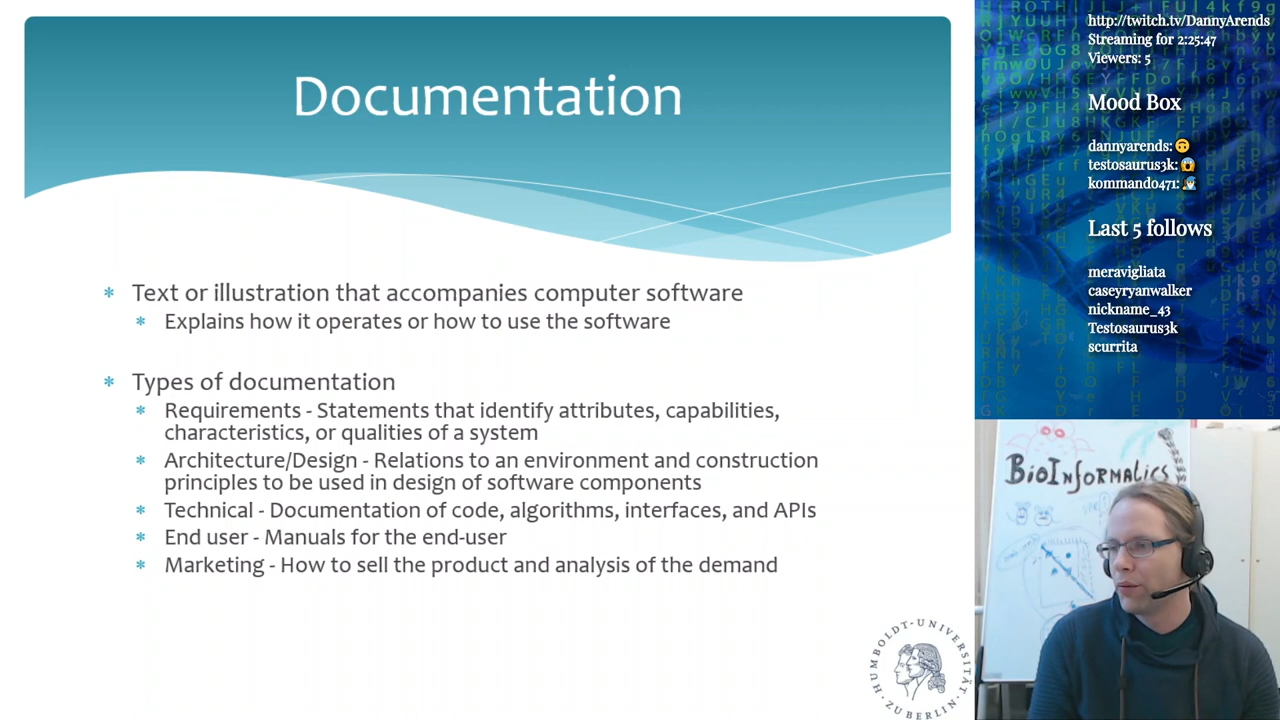 Documentation
* Text or illustration that accompanies computer software
* Explains how it operates or how to use the software
* Types of documentation
* Requirements - Statements that identify attributes, capabilities,
characteristics, or qualities of a system
* Architecture/Design - Relations to an environment and construction
principles to be used in design of software components
* Technical - Documentation of code, algorithms, interfaces, and APIs
* End user - Manuals for the end-user
* Marketing - How to sell the product and analysis of the demand
HUMBOLDT-UNIVERSITÄT
ZU BERLIN
http://twitch.tv/DannyArends
Streaming for 2:25:47
Viewers: 5
Mood Box
dannyarends: 🙃
testosaurus3k: 😱
kommando471:
Last 5 follows
meravigliata
caseyryanwalker
nickname_43
Testosaurus3k
scurrita
BioInformatics